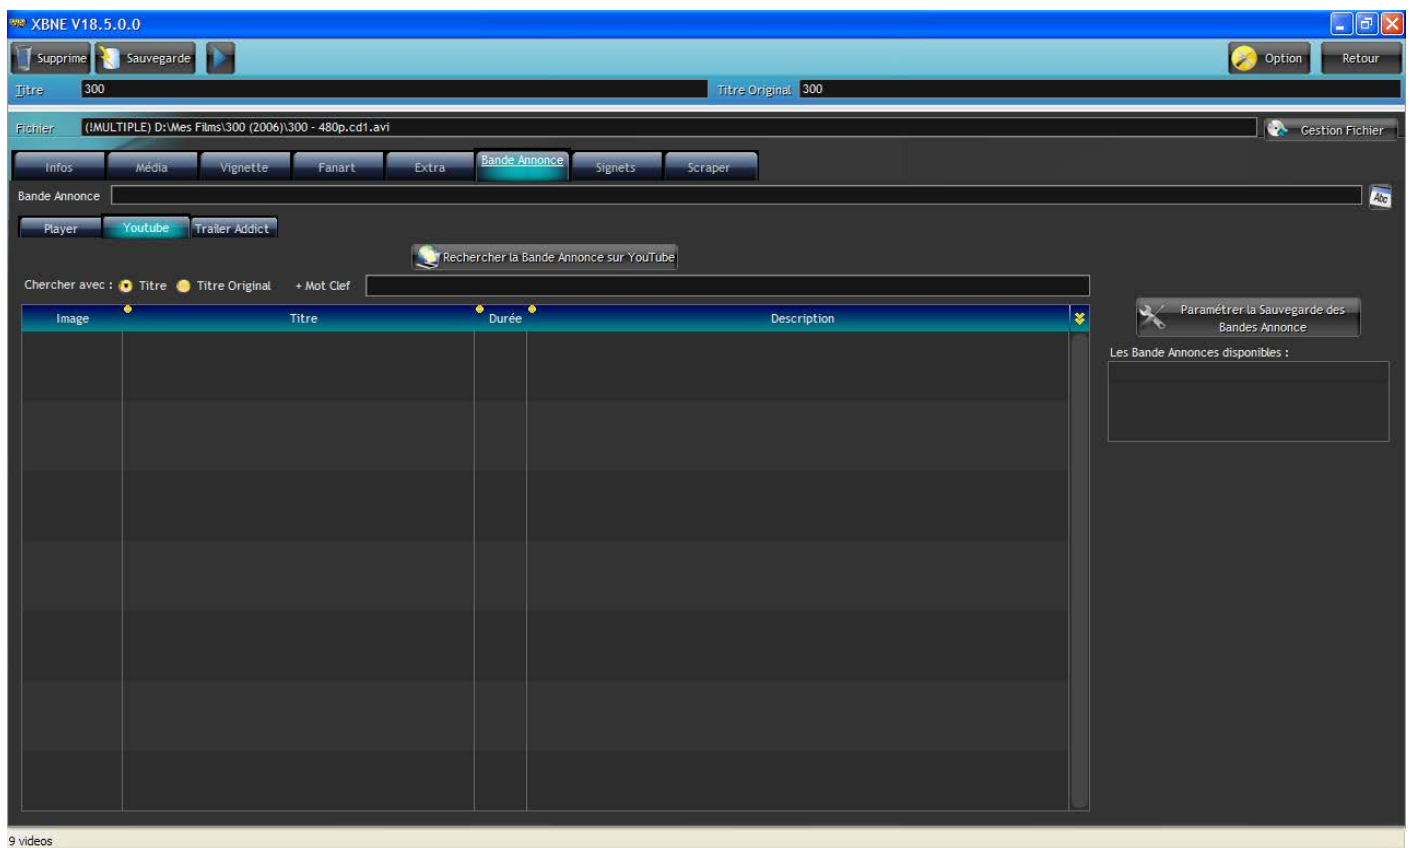 XBNE V18.5.0.0
Supprime Sauvegarde Option Retour
Titre 300 Titre Original 300
Fichier (!MULTIPLE) D:\Mes Films\300 (2006)\300 - 480p.cd1.avi Gestion Fichier
Infos Média Vignette Fanart Extra Bande Annonce Signets Scraper
Bande Annonce Abc
Player Youtube Trailer Addict
Rechercher la Bande Annonce sur YouTube
Chercher avec : Titre Titre Original + Mot Clef
Image Titre Durée Description
Paramétrer la Sauvegarde des
Bandes Annonce
Les Bande Annonces disponibles :
9 videos